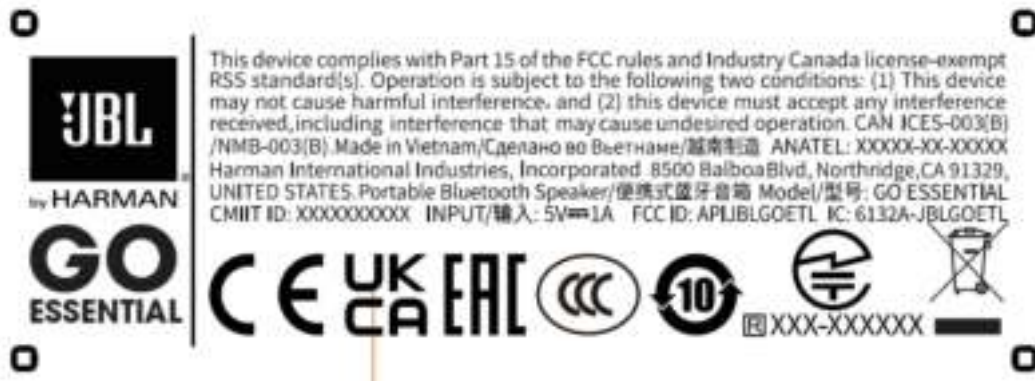 JBL
by HARMAN
GO
ESSENTIAL
This device complies with Part 15 of the FCC rules and Industry Canada license-exempt
RSS standard(s). Operation is subject to the following two conditions: (1) This device
may not cause harmful interference, and (2) this device must accept any interference
received, including interference that may cause undesired operation. CAN ICES-003(B)
/NMB-003(B) Made in Vietnam/Сделано во Вьетнаме/越南制造 ANATEL: XXXXX-XX-XXXXX
Harman International Industries, Incorporated 8500 BalboaBlvd, Northridge, CA 91329,
UNITED STATES. Portable Bluetooth Speaker/便携式蓝牙音箱 Model/型号: GO ESSENTIAL
CMIIT ID: XXXXXXXXXX INPUT/输入: 5V⎓1A FCC ID: APIJBLGOETL IC: 6132A-JBLGOETL
CE UKCA EAC CCC 10
R XXX-XXXXXX